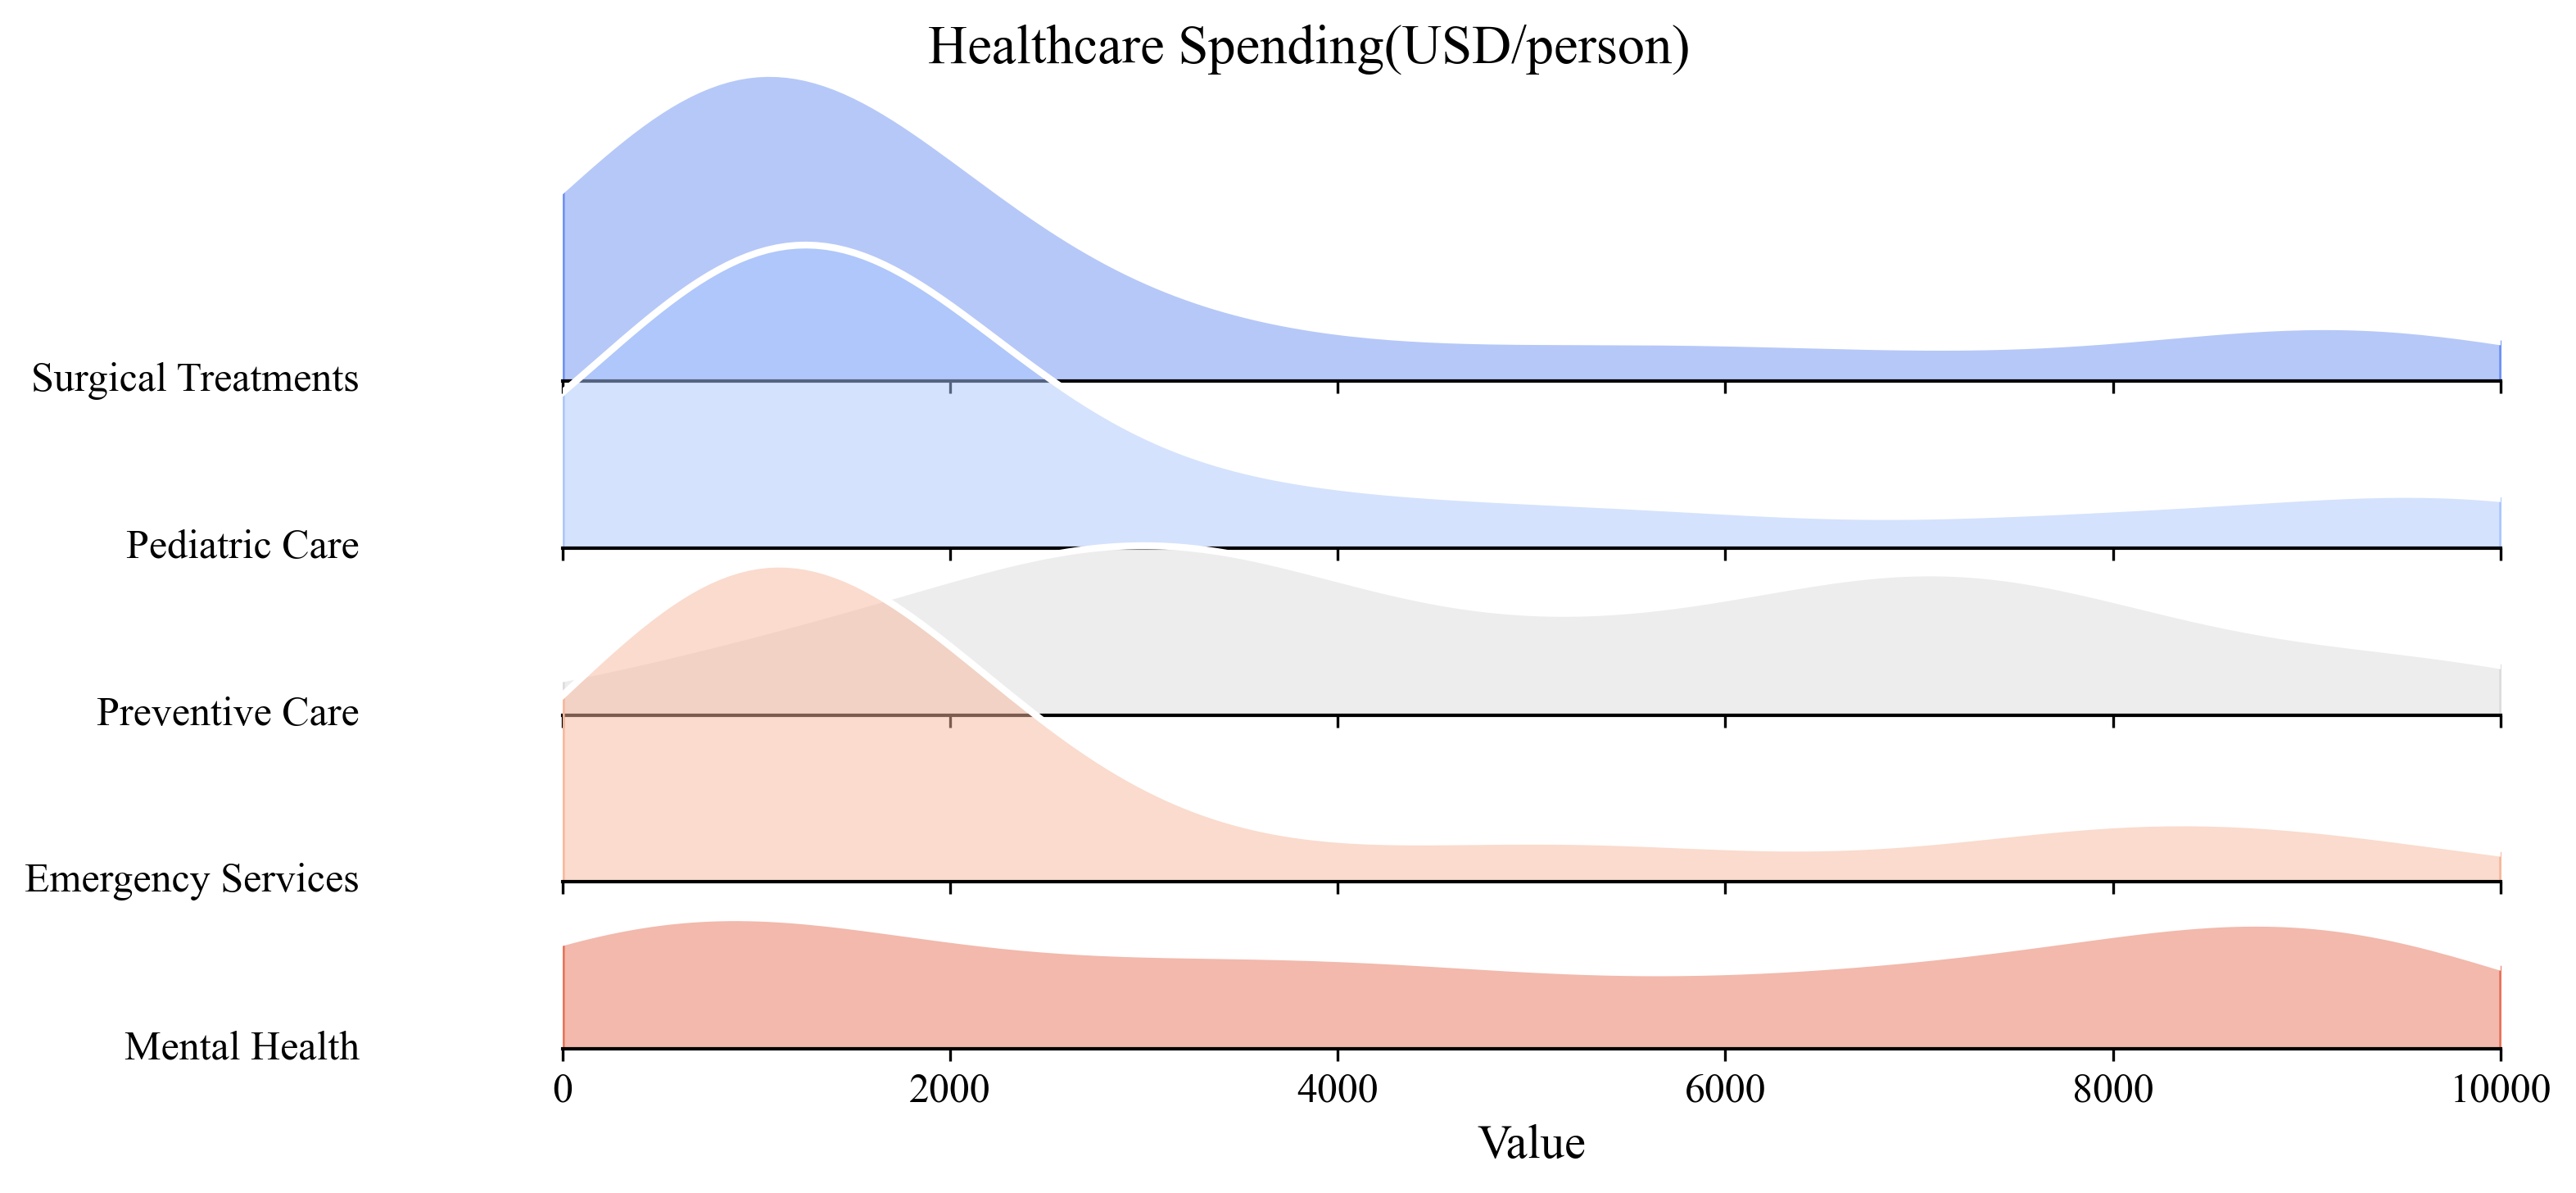 Healthcare Spending(USD/person)
Surgical Treatments
Pediatric Care
Preventive Care
Emergency Services
Mental Health
0 2000 4000 6000 8000 10000
Value